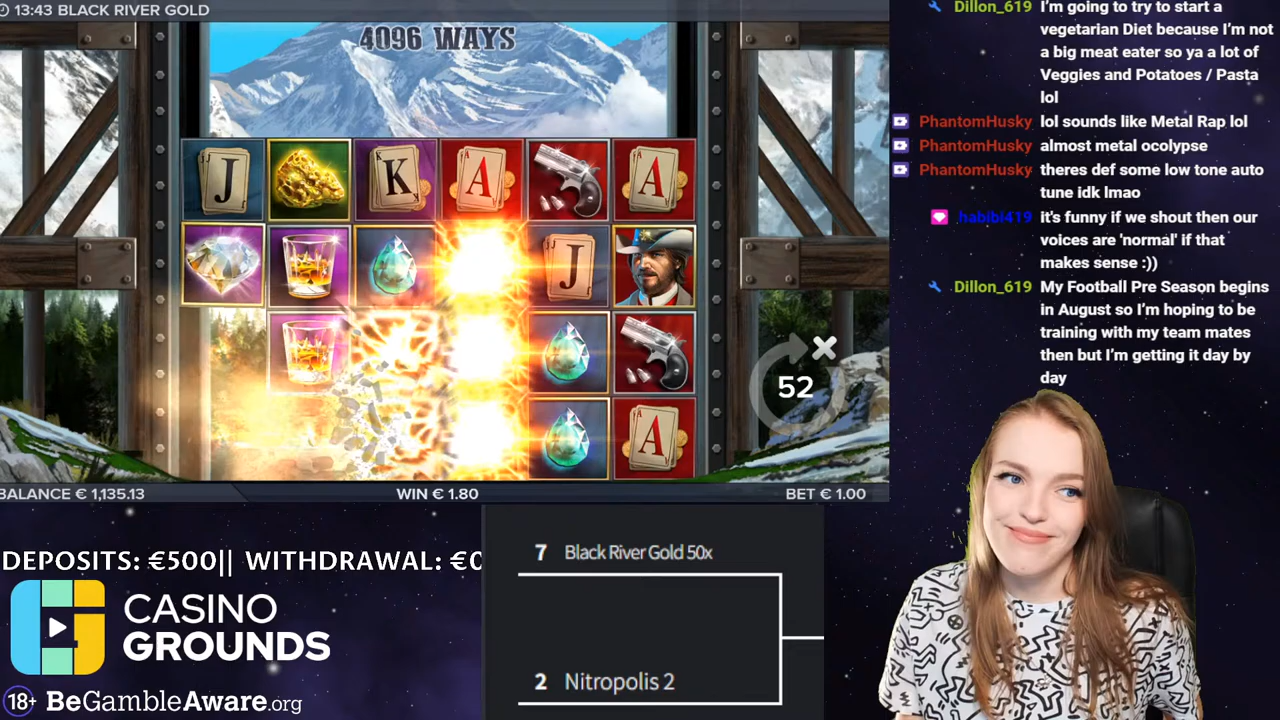 13:43 BLACK RIVER GOLD
4096 WAYS
J
K
K
A
A
A
A
A
A
J
J
A
A
52
BALANCE € 1,135.13
WIN € 1.80
BET € 1.00
Dillon_619 I'm going to try to start a
vegetarian Diet because I'm not
a big meat eater so ya a lot of
Veggies and Potatoes / Pasta
lol
PhantomHusky lol sounds like Metal Rap lol
PhantomHusky almost metal ocolypse
PhantomHusky theres def some low tone auto
tune idk lmao
habibi419 it's funny if we shout then our
voices are 'normal' if that
makes sense :))
Dillon_619 My Football Pre Season begins
in August so I'm hoping to be
training with my team mates
then but I'm getting it day by
day
DEPOSITS: €500|| WITHDRAWAL: €0
CASINO
GROUNDS
18+ BeGambleAware.org
7 Black River Gold 50x
2 Nitropolis 2